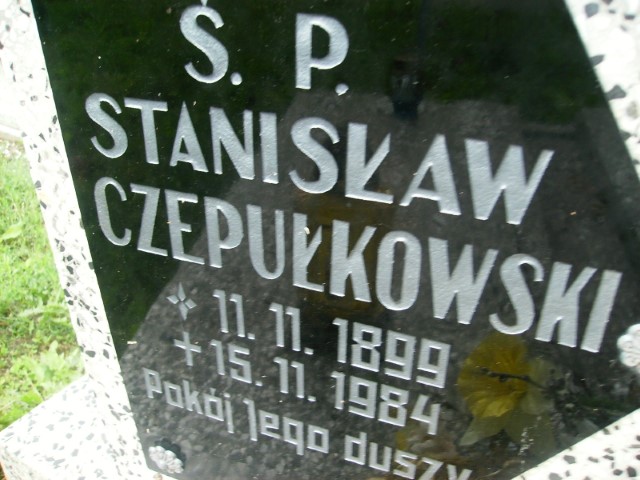 Ś. P.
STANISŁAW
CZEPUŁKOWSKI
11. 11. 1899
+ 15. 11. 1984
Pokój jego duszy